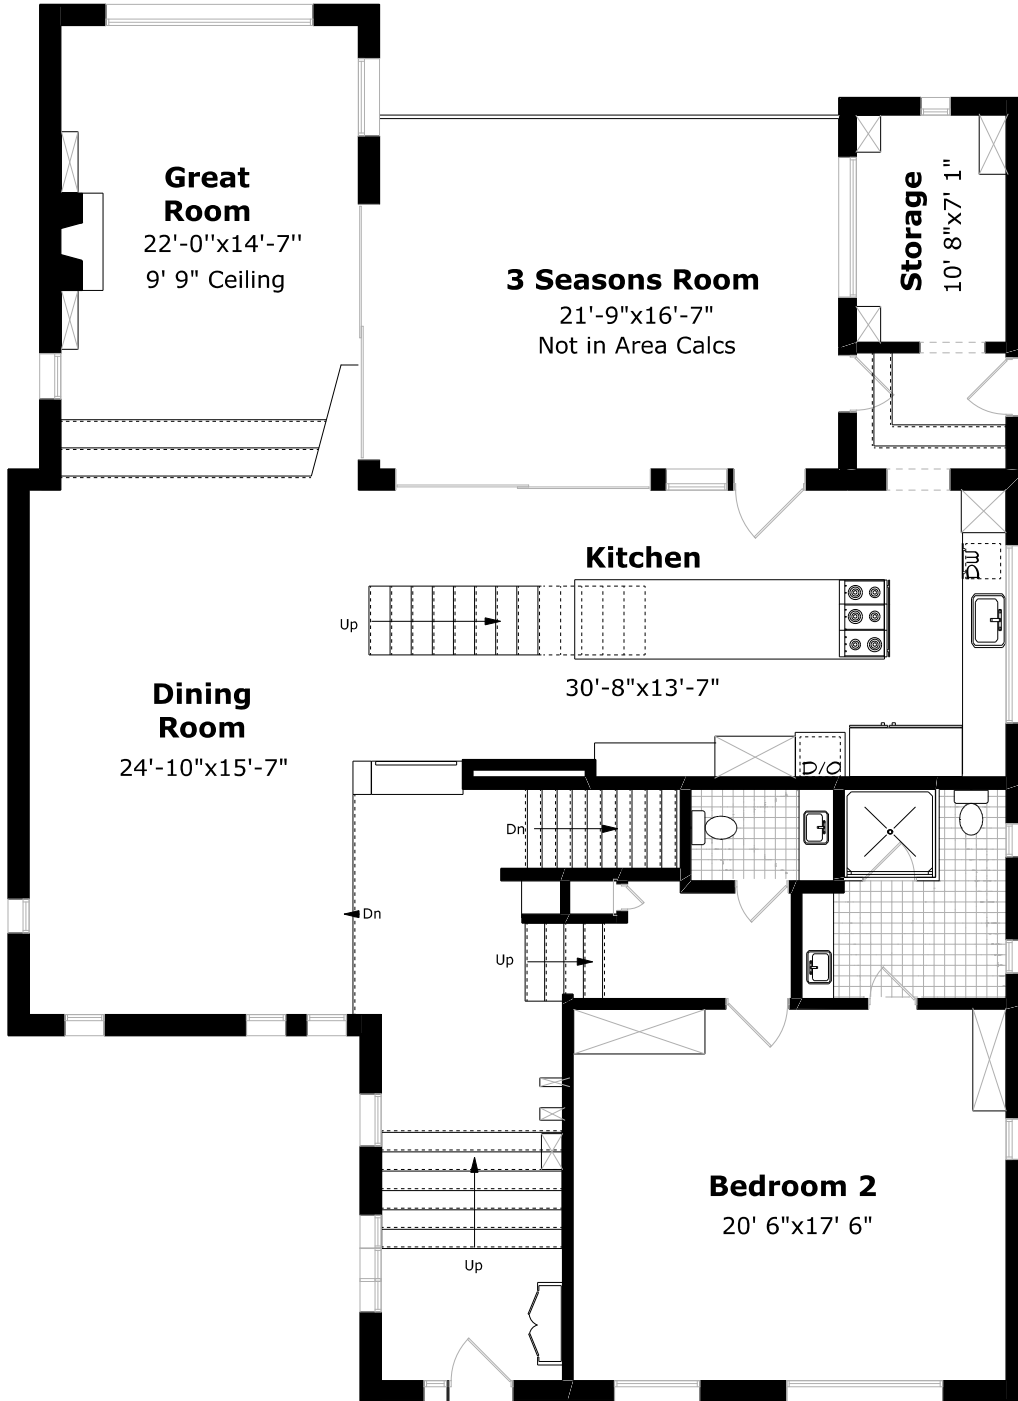 Great
Room
22'-0''x14'-7''
9' 9" Ceiling
3 Seasons Room
21'-9"x16'-7"
Not in Area Calcs
Storage
10' 8"x7' 1"
Kitchen
DW
Up
30'-8"x13'-7"
Dining
Room
24'-10"x15'-7"
D/O
Dn
Dn
Up
Bedroom 2
20' 6"x17' 6"
Up